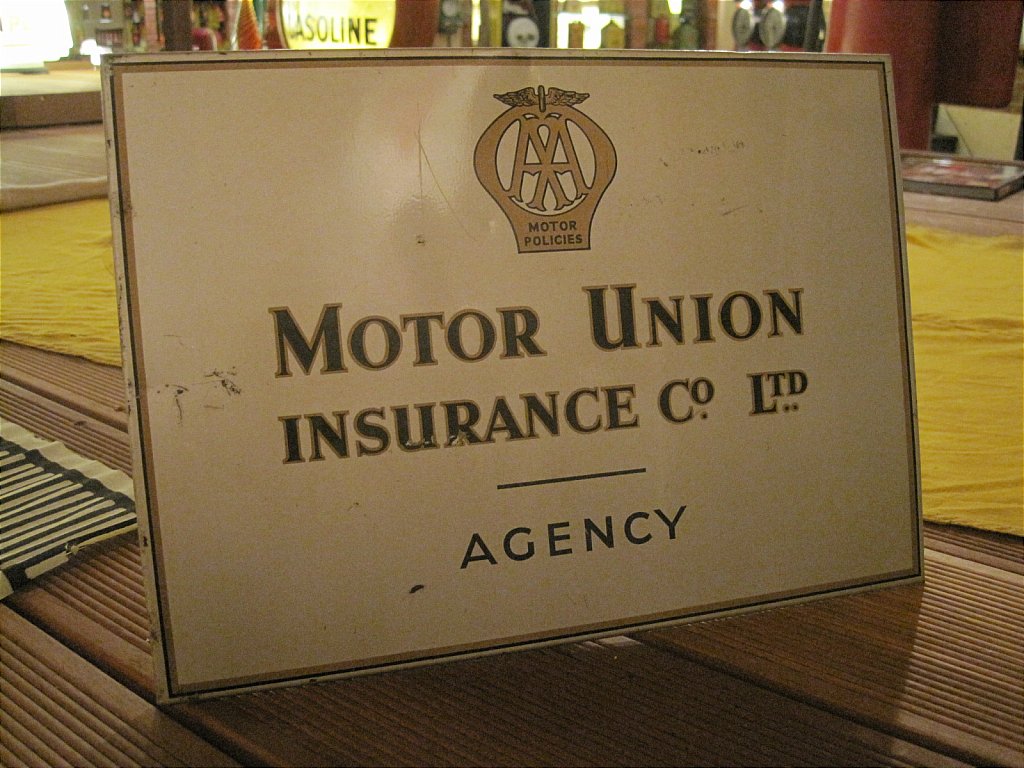 GASOLINE
AA
MOTOR
POLICIES
MOTOR UNION
INSURANCE Cº. LTD.
AGENCY